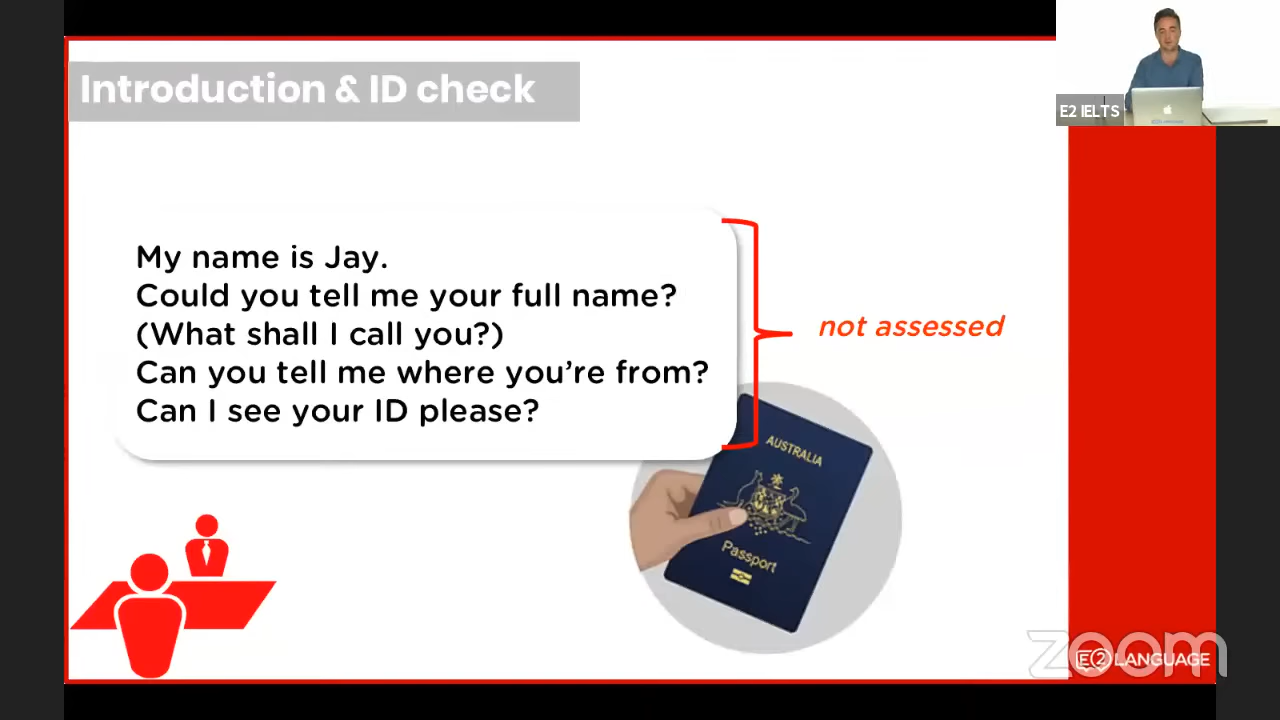 Introduction & ID check
E2 IELTS
My name is Jay.
Could you tell me your full name?
(What shall I call you?)
Can you tell me where you're from?
Can I see your ID please?
not assessed
AUSTRALIA
Passport
zoom
E2 LANGUAGE